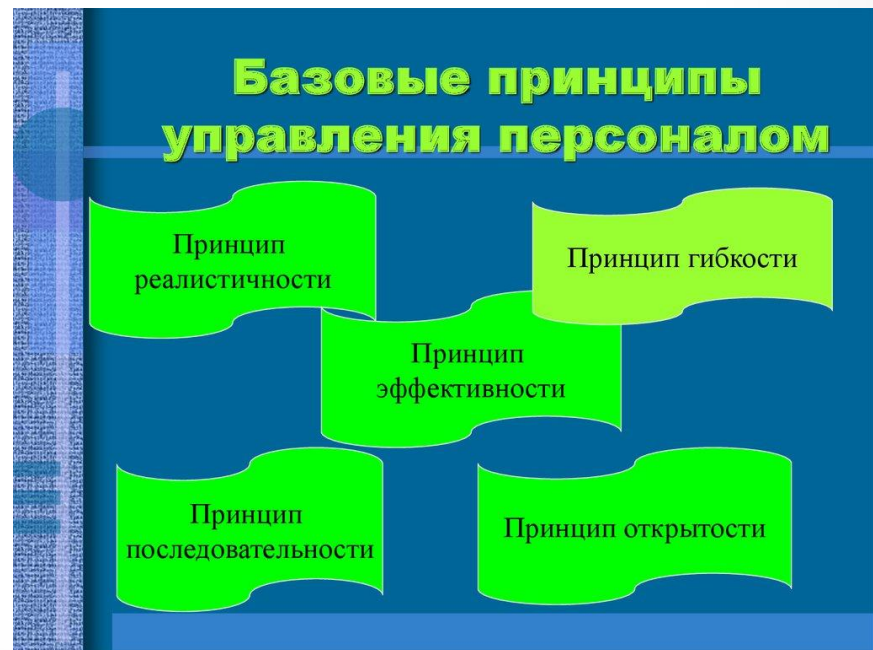 Базовые принципы
управления персоналом
Принцип
реалистичности
Принцип гибкости
Принцип
эффективности
Принцип
последовательности
Принцип открытости